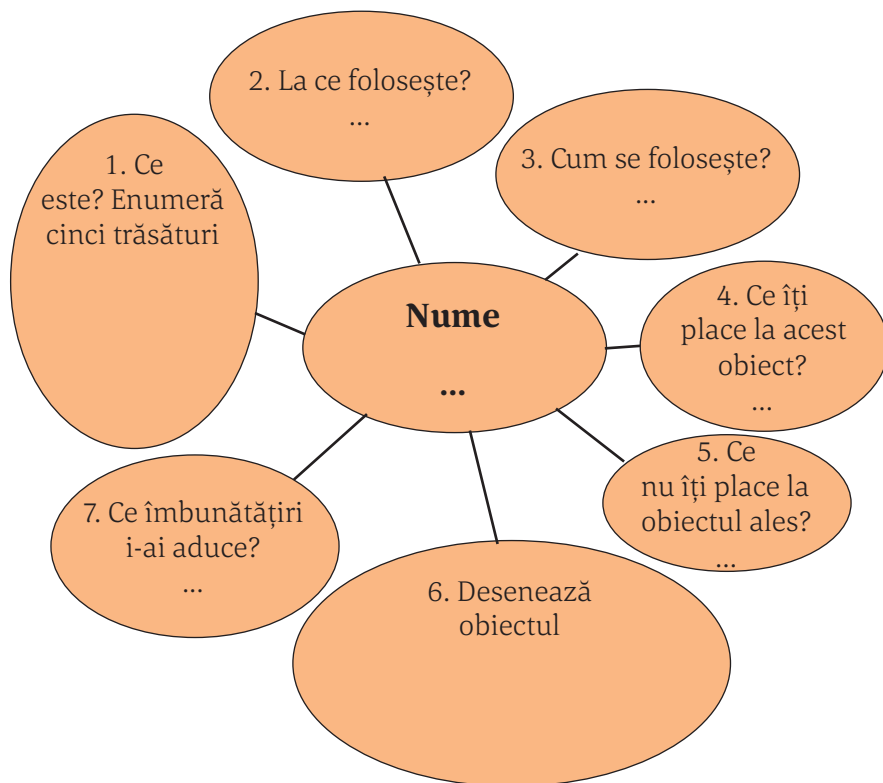 2. La ce folosește?
...
1. Ce
este? Enumeră
cinci trăsături
3. Cum se folosește?
...
Nume
...
4. Ce îți
place la acest
obiect?
...
5. Ce
nu îți place la
obiectul ales?
...
7. Ce îmbunătățiri
i-ai aduce?
...
6. Desenează
obiectul